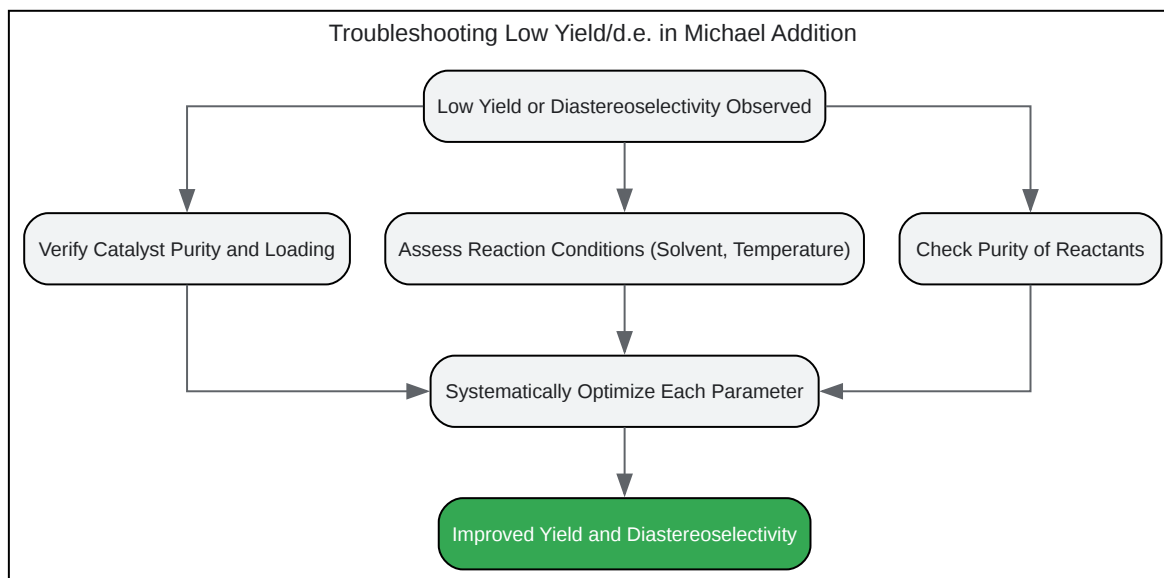 Troubleshooting Low Yield/d.e. in Michael Addition
Low Yield or Diastereoselectivity Observed
Verify Catalyst Purity and Loading
Assess Reaction Conditions (Solvent, Temperature)
Check Purity of Reactants
Systematically Optimize Each Parameter
Improved Yield and Diastereoselectivity